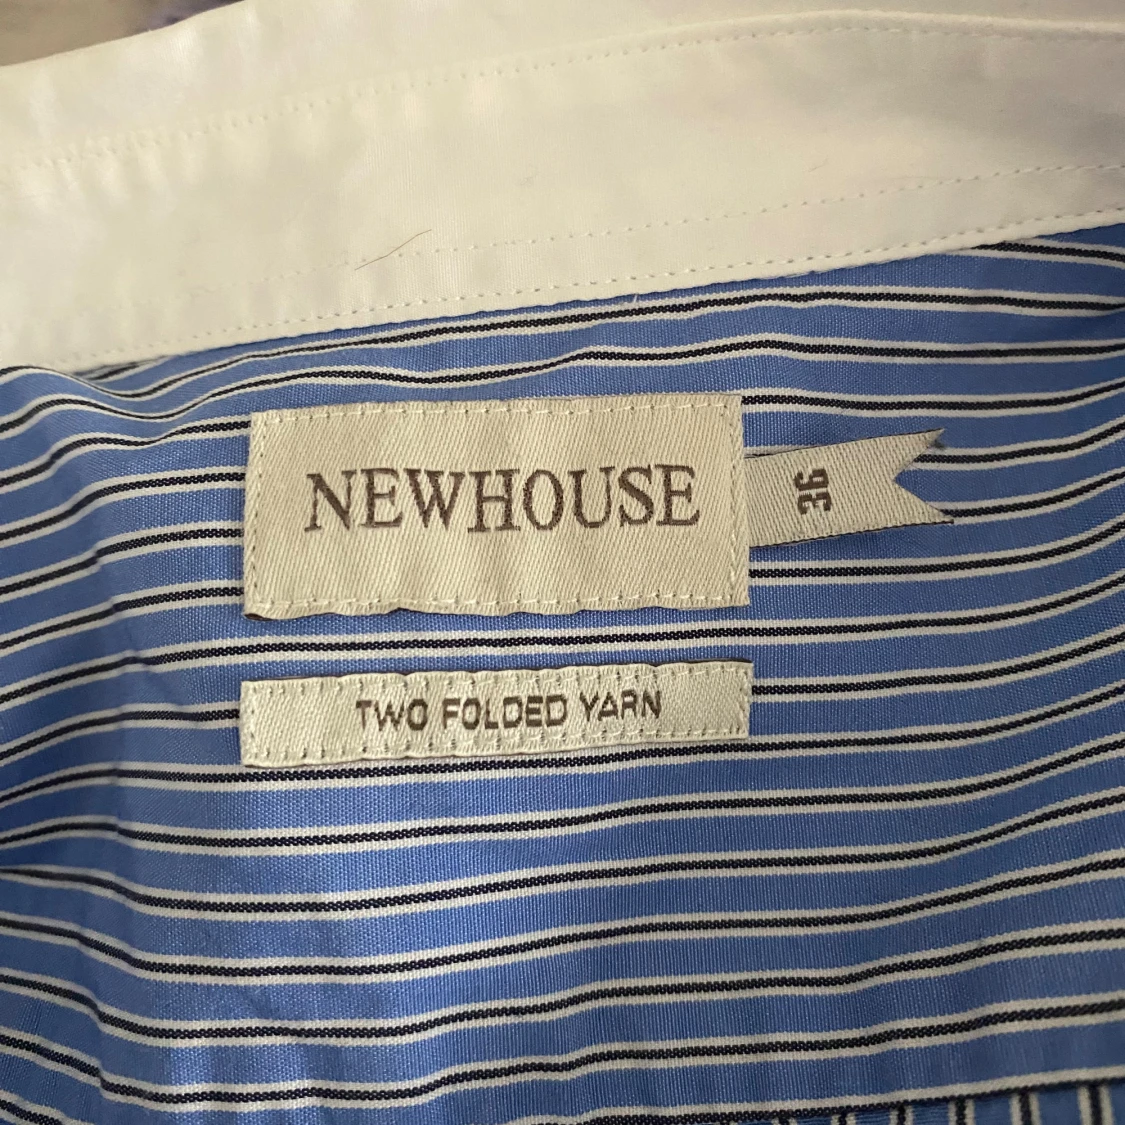 NEWHOUSE
36
TWO FOLDED YARN